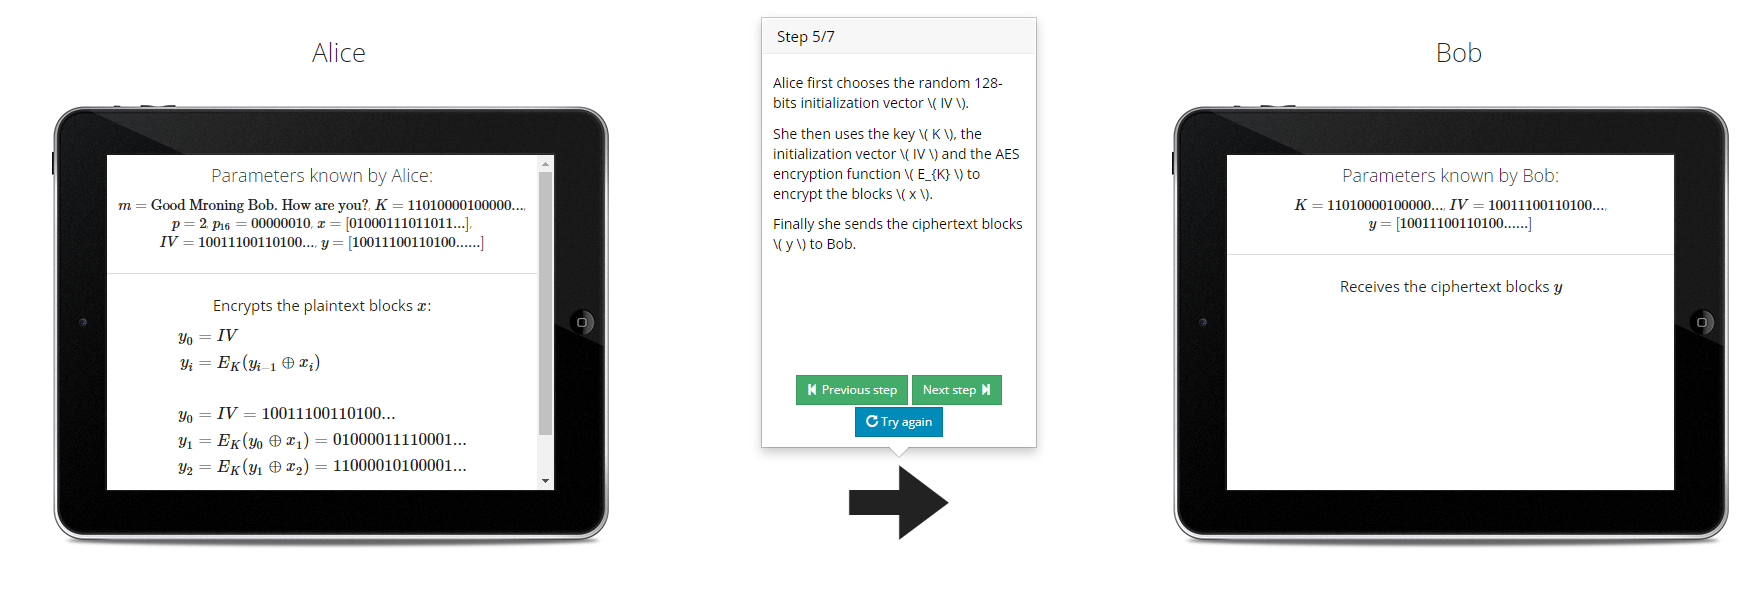 Alice
Parameters known by Alice:
m = Good Mroning Bob. How are you?, K = 11010000100000...,
p = 2, p₁₆ = 00000010, x = [01000111011011...],
IV = 10011100110100..., y = [10011100110100......]
Encrypts the plaintext blocks x:
y₀ = IV
yᵢ = E_K(yᵢ₋₁ ⊕ xᵢ)
y₀ = IV = 10011100110100...
y₁ = E_K(y₀ ⊕ x₁) = 01000011110001...
y₂ = E_K(y₁ ⊕ x₂) = 11000010100001...
Step 5/7
Alice first chooses the random 128-
bits initialization vector \( IV \).
She then uses the key \( K \), the
initialization vector \( IV \) and the AES
encryption function \( E_{K} \) to
encrypt the blocks \( x \).
Finally she sends the ciphertext blocks
\( y \) to Bob.
Previous step
Next step
Try again
Bob
Parameters known by Bob:
K = 11010000100000..., IV = 10011100110100...,
y = [10011100110100......]
Receives the ciphertext blocks y